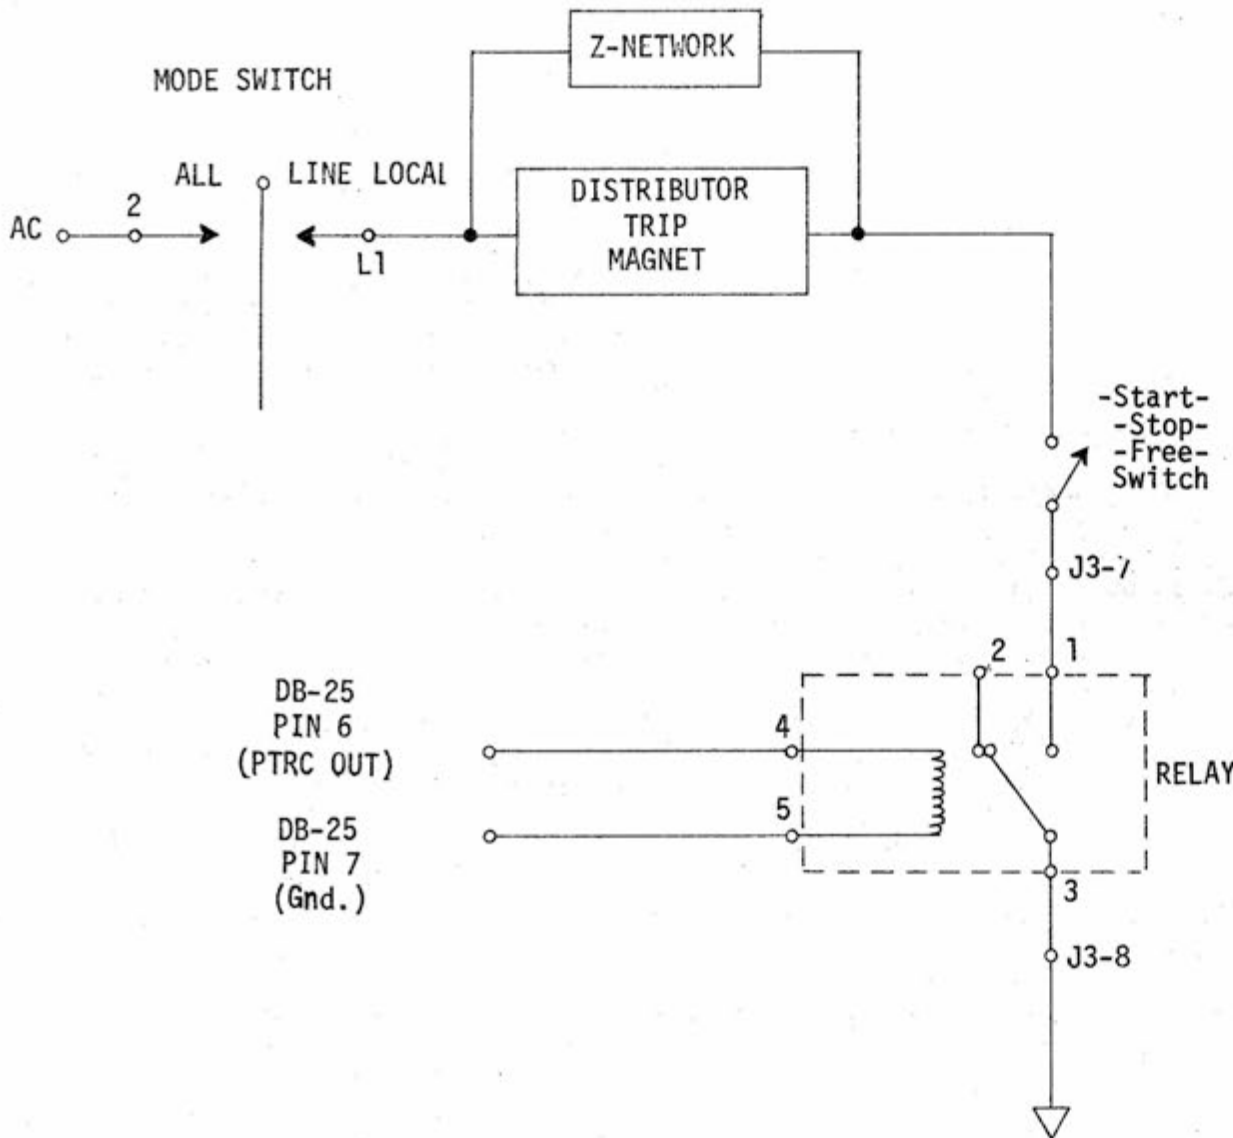 Z-NETWORK
MODE SWITCH
ALL
LINE LOCAL
DISTRIBUTOR
TRIP
MAGNET
AC
2
L1
-Start-
-Stop-
-Free-
Switch
J3-7
2
1
DB-25
PIN 6
(PTRC OUT)
4
RELAY
DB-25
PIN 7
(Gnd.)
5
3
J3-8